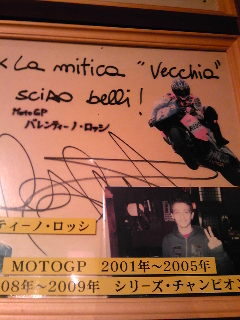 x La mitica "Vecchia"
sciao belli!
MotoGP
バレンティーノ・ロッシ
ティーノ・ロッシ
MOTOGP 2001年～2005年
08年～2009年 シリーズ・チャンピオン